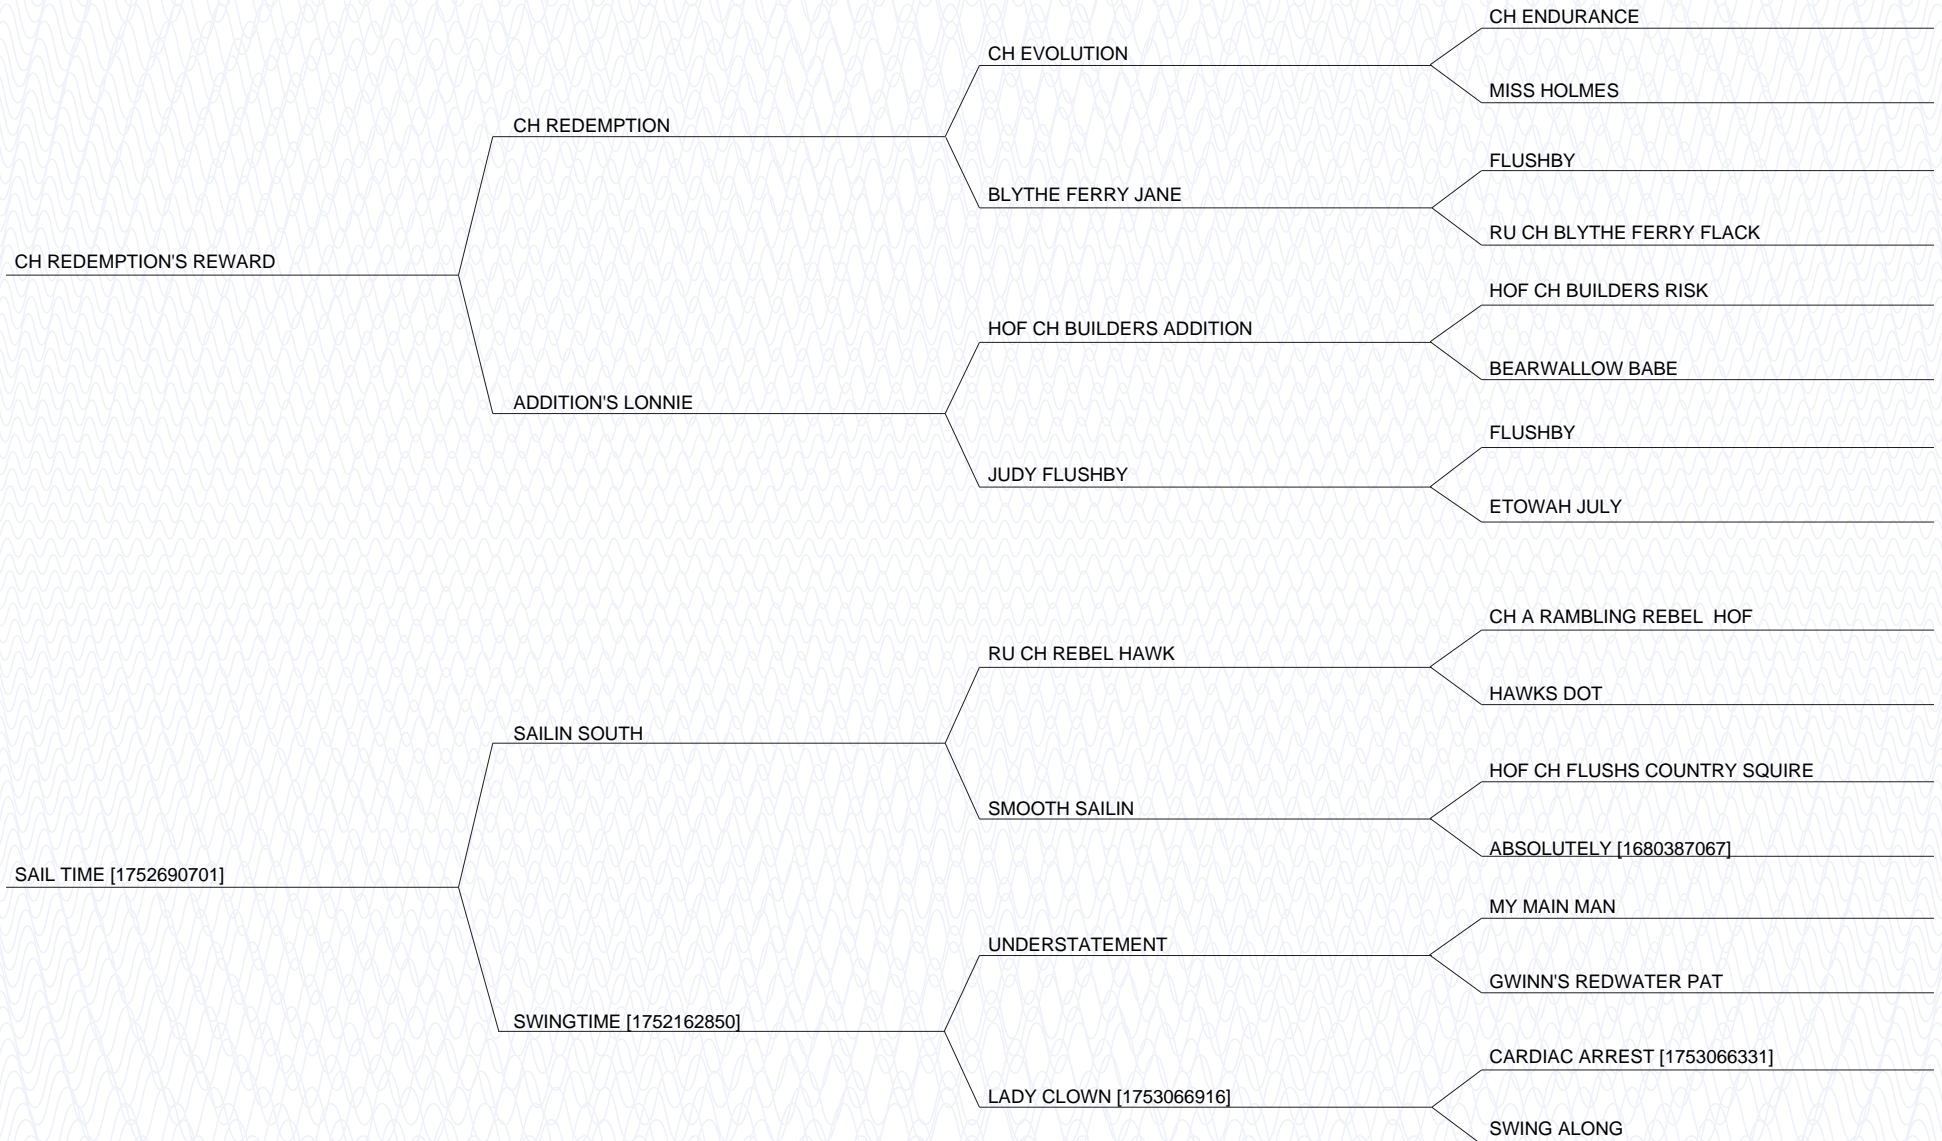 CH REDEMPTION'S REWARD
CH REDEMPTION
CH EVOLUTION
CH ENDURANCE
MISS HOLMES
BLYTHE FERRY JANE
FLUSHBY
RU CH BLYTHE FERRY FLACK
ADDITION'S LONNIE
HOF CH BUILDERS ADDITION
HOF CH BUILDERS RISK
BEARWALLOW BABE
JUDY FLUSHBY
FLUSHBY
ETOWAH JULY
SAIL TIME [1752690701]
SAILIN SOUTH
RU CH REBEL HAWK
CH A RAMBLING REBEL  HOF
HAWKS DOT
SMOOTH SAILIN
HOF CH FLUSHS COUNTRY SQUIRE
ABSOLUTELY [1680387067]
SWINGTIME [1752162850]
UNDERSTATEMENT
MY MAIN MAN
GWINN'S REDWATER PAT
LADY CLOWN [1753066916]
CARDIAC ARREST [1753066331]
SWING ALONG